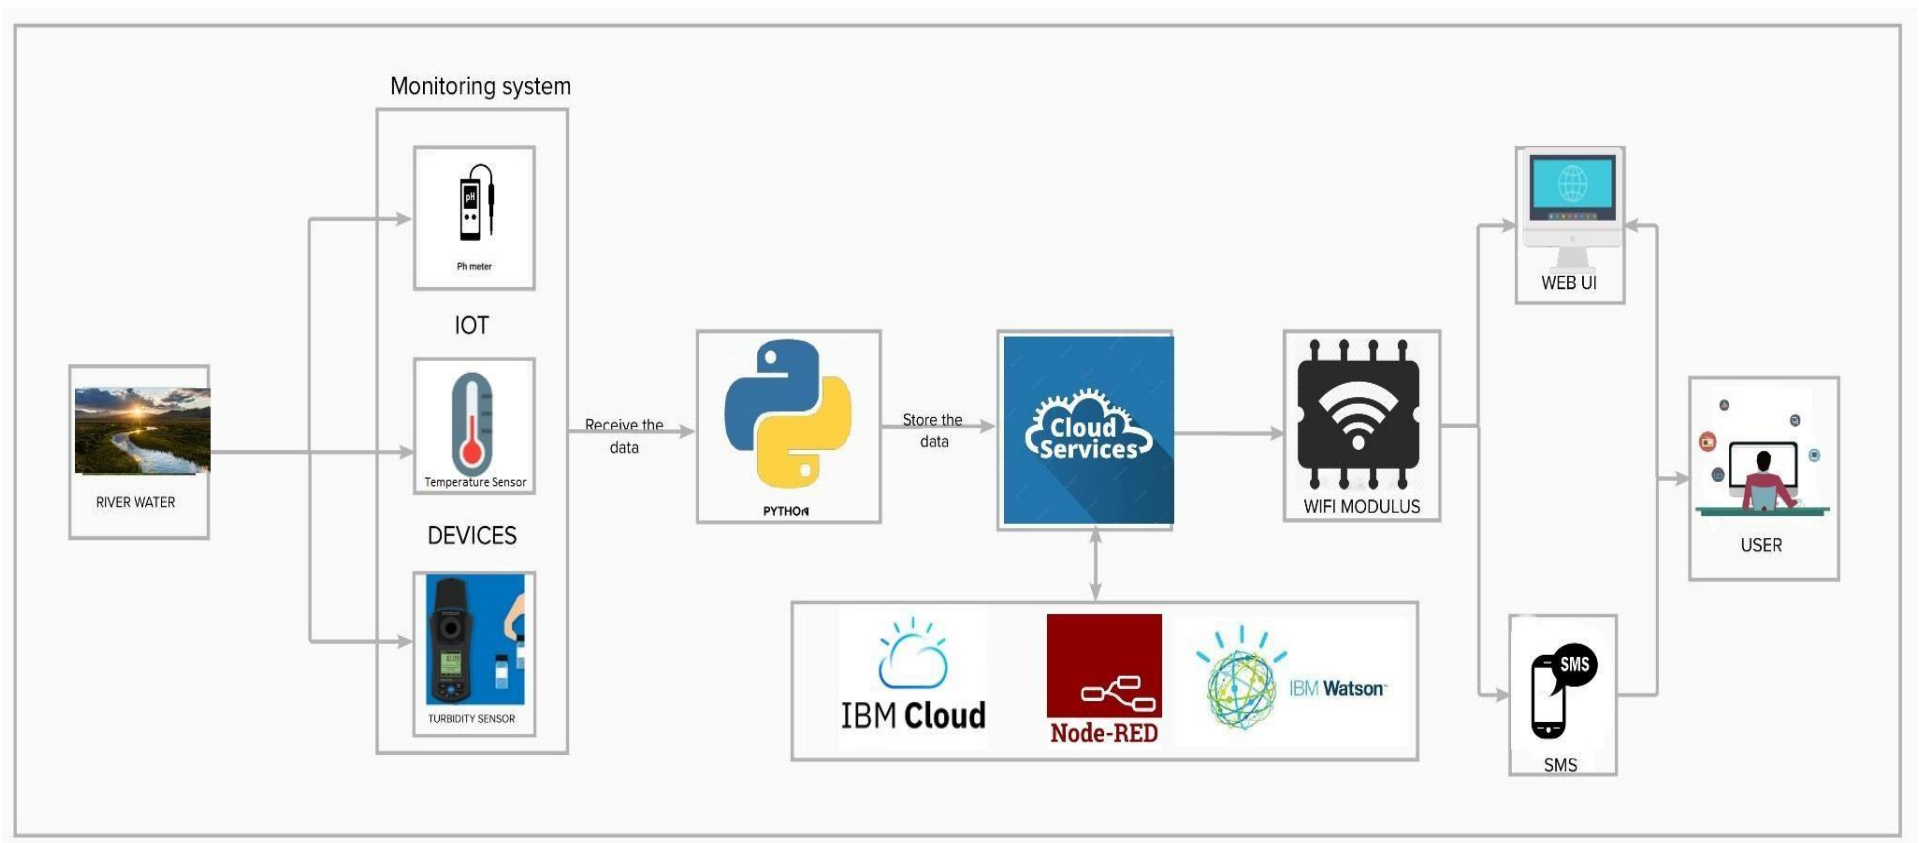 Monitoring system
pH
Ph meter
IOT
Temperature Sensor
DEVICES
TURBIDITY SENSOR
RIVER WATER
Receive the
data
PYTHON
Store the
data
Cloud
Services
WIFI MODULUS
IBM Cloud
Node-RED
IBM Watson
WEB UI
SMS
SMS
USER